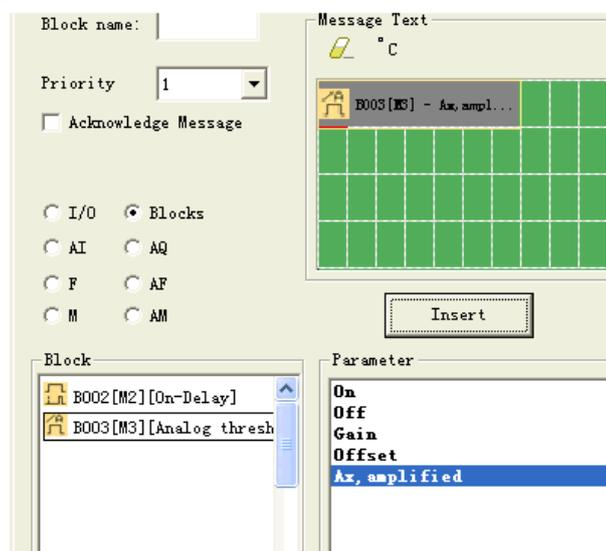 Block name:
Message Text
°C
Priority
1
B003[M3] - Ax,ampl...
Acknowledge Message
I/O
Blocks
AI
AQ
F
AF
M
AM
Insert
Block
Parameter
B002[M2][On-Delay]
B003[M3][Analog thresh
On
Off
Gain
Offset
Ax,amplified